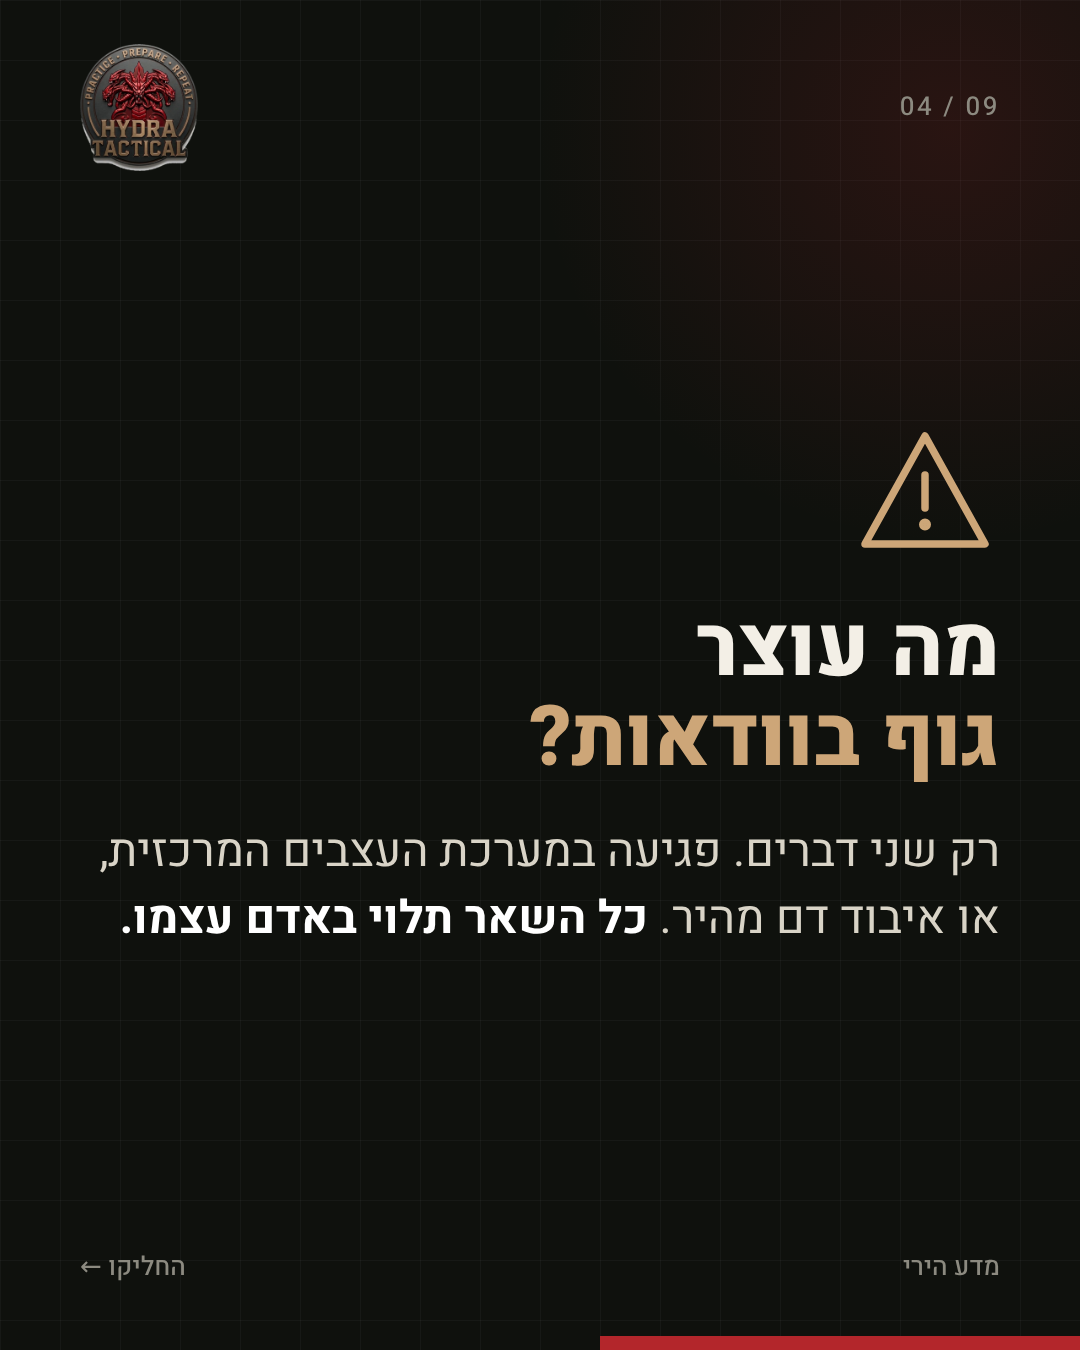 PRACTICE · PREPARE · REPEAT
HYDRA
TACTICAL
04 / 09
מה עוצר
גוף בוודאות?
רק שני דברים. פגיעה במערכת העצבים המרכזית,
או איבוד דם מהיר. כל השאר תלוי באדם עצמו.
מדע הירי
החליקו ←